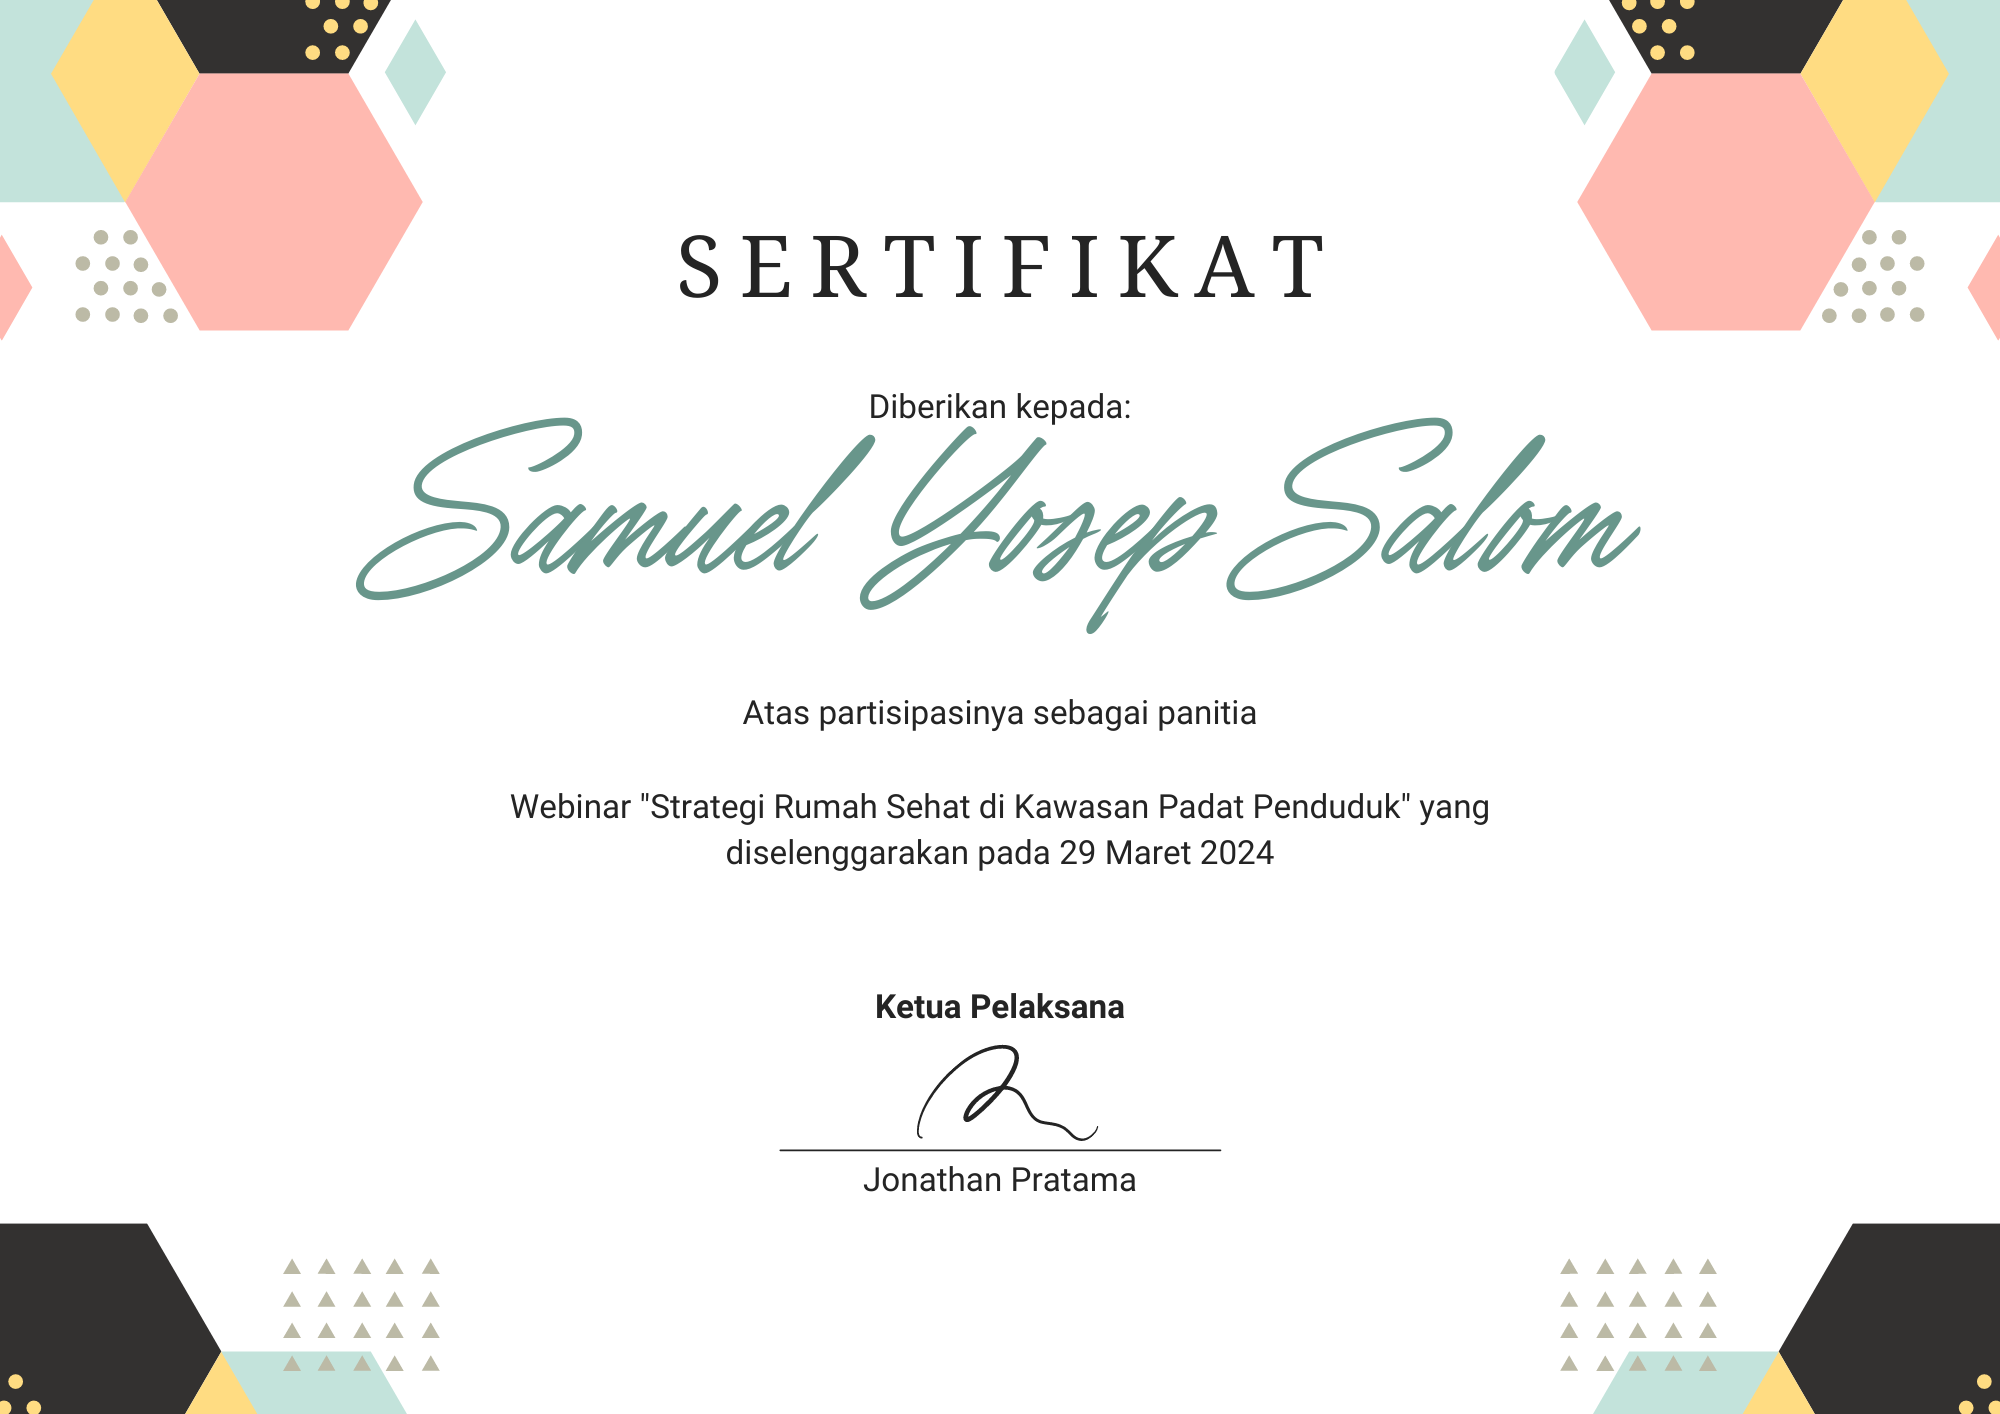 SERTIFIKAT
Diberikan kepada:
Samuel Yosep Salom
Atas partisipasinya sebagai panitia
Webinar "Strategi Rumah Sehat di Kawasan Padat Penduduk" yang
diselenggarakan pada 29 Maret 2024
Ketua Pelaksana
Jonathan Pratama